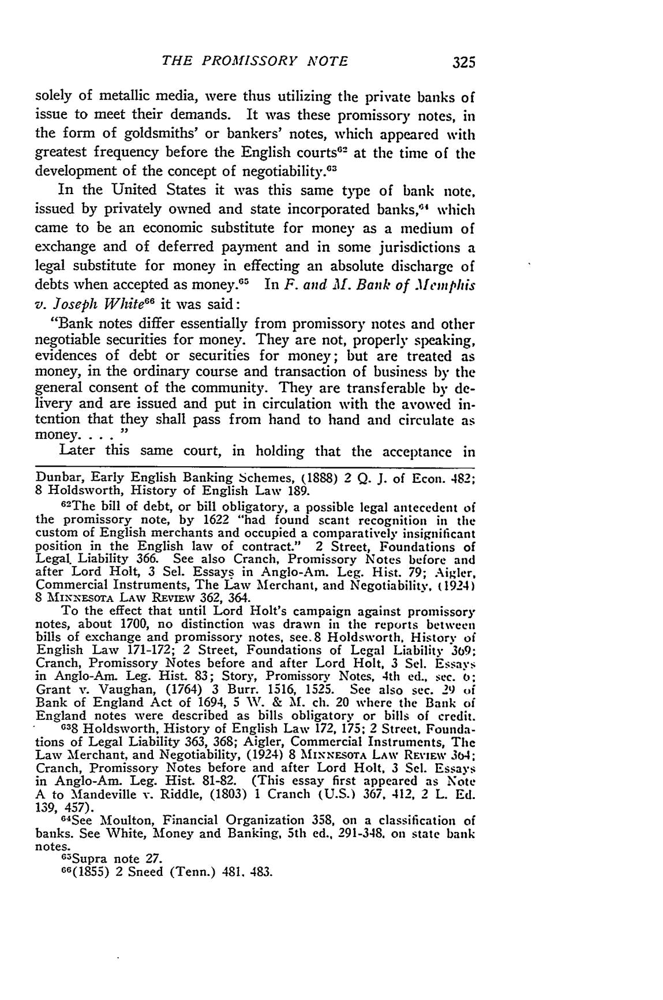 THE PROMISSORY NOTE 325
solely of metallic media, were thus utilizing the private banks of
issue to meet their demands. It was these promissory notes, in
the form of goldsmiths' or bankers' notes, which appeared with
greatest frequency before the English courts⁶² at the time of the
development of the concept of negotiability.⁶³
In the United States it was this same type of bank note,
issued by privately owned and state incorporated banks,⁶⁴ which
came to be an economic substitute for money as a medium of
exchange and of deferred payment and in some jurisdictions a
legal substitute for money in effecting an absolute discharge of
debts when accepted as money.⁶⁵ In F. and M. Bank of Memphis
v. Joseph White⁶⁶ it was said:
"Bank notes differ essentially from promissory notes and other
negotiable securities for money. They are not, properly speaking,
evidences of debt or securities for money; but are treated as
money, in the ordinary course and transaction of business by the
general consent of the community. They are transferable by de-
livery and are issued and put in circulation with the avowed in-
tention that they shall pass from hand to hand and circulate as
money. . . . "
Later this same court, in holding that the acceptance in
Dunbar, Early English Banking Schemes, (1888) 2 Q. J. of Econ. 482;
8 Holdsworth, History of English Law 189.
⁶²The bill of debt, or bill obligatory, a possible legal antecedent of
the promissory note, by 1622 "had found scant recognition in the
custom of English merchants and occupied a comparatively insignificant
position in the English law of contract." 2 Street, Foundations of
Legal Liability 366. See also Cranch, Promissory Notes before and
after Lord Holt, 3 Sel. Essays in Anglo-Am. Leg. Hist. 79; Aigler,
Commercial Instruments, The Law Merchant, and Negotiability, (1924)
8 MINNESOTA LAW REVIEW 362, 364.
To the effect that until Lord Holt's campaign against promissory
notes, about 1700, no distinction was drawn in the reports between
bills of exchange and promissory notes, see 8 Holdsworth, History of
English Law 171-172; 2 Street, Foundations of Legal Liability 369;
Cranch, Promissory Notes before and after Lord Holt, 3 Sel. Essays
in Anglo-Am. Leg. Hist. 83; Story, Promissory Notes, 4th ed., sec. 6;
Grant v. Vaughan, (1764) 3 Burr. 1516, 1525. See also sec. 29 of
Bank of England Act of 1694, 5 W. & M. ch. 20 where the Bank of
England notes were described as bills obligatory or bills of credit.
⁶³8 Holdsworth, History of English Law 172, 175; 2 Street, Founda-
tions of Legal Liability 363, 368; Aigler, Commercial Instruments, The
Law Merchant, and Negotiability, (1924) 8 MINNESOTA LAW REVIEW 364;
Cranch, Promissory Notes before and after Lord Holt, 3 Sel. Essays
in Anglo-Am. Leg. Hist. 81-82. (This essay first appeared as Note
A to Mandeville v. Riddle, (1803) 1 Cranch (U.S.) 367, 412, 2 L. Ed.
139, 457).
⁶⁴See Moulton, Financial Organization 358, on a classification of
banks. See White, Money and Banking, 5th ed., 291-348. on state bank
notes.
⁶⁵Supra note 27.
⁶⁶(1855) 2 Sneed (Tenn.) 481. 483.